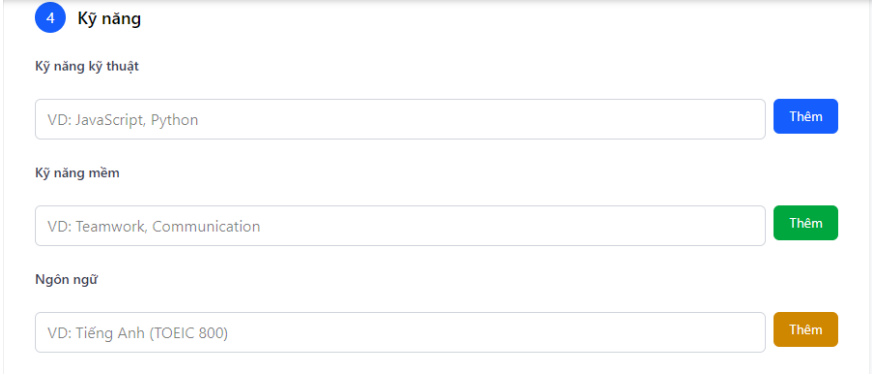 4 Kỹ năng
Kỹ năng kỹ thuật
VD: JavaScript, Python Thêm
Kỹ năng mềm
VD: Teamwork, Communication Thêm
Ngôn ngữ
VD: Tiếng Anh (TOEIC 800) Thêm